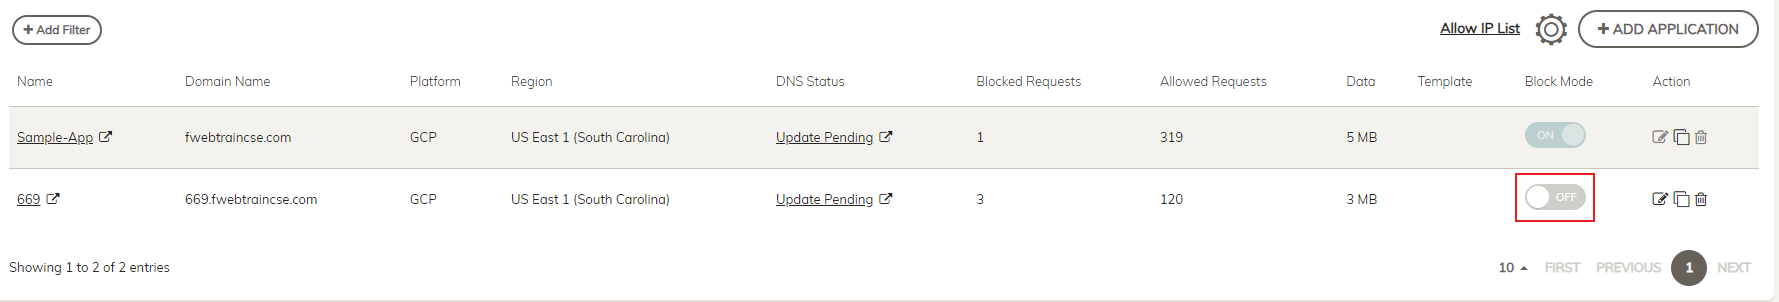 + Add Filter Allow IP List + ADD APPLICATION
Name Domain Name Platform Region DNS Status Blocked Requests Allowed Requests Data Template Block Mode Action
Sample-App fwebtraincse.com GCP US East 1 (South Carolina) Update Pending 1 319 5 MB ON
669 669.fwebtraincse.com GCP US East 1 (South Carolina) Update Pending 3 120 3 MB OFF
Showing 1 to 2 of 2 entries 10 FIRST PREVIOUS 1 NEXT